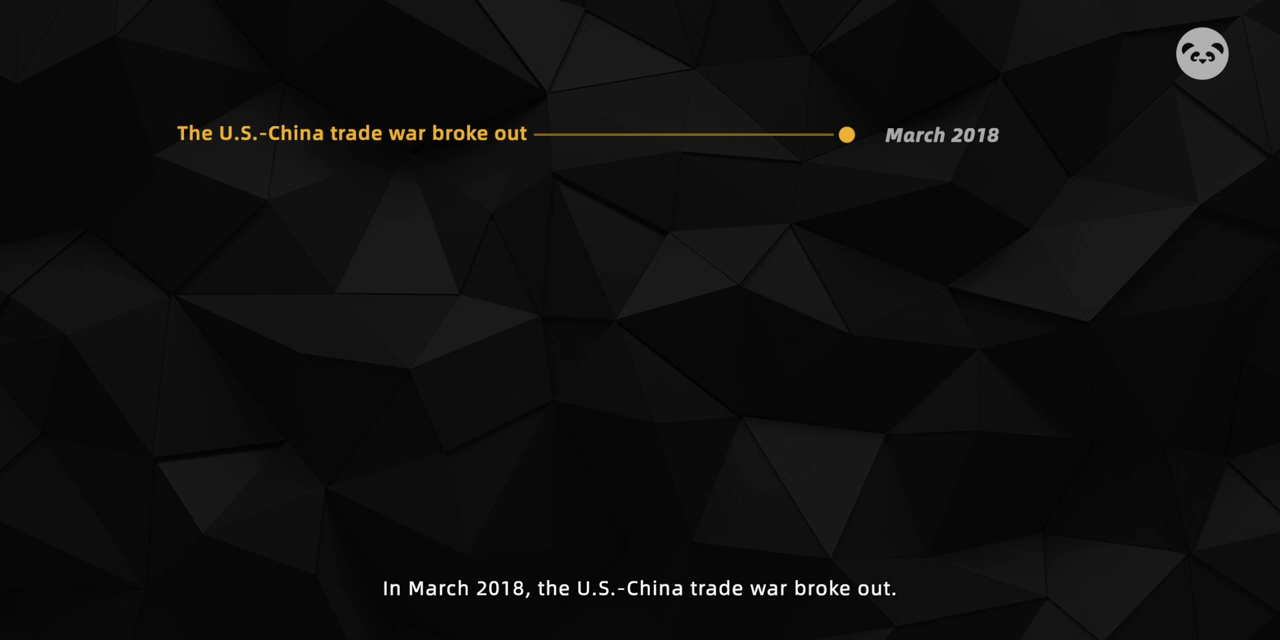 The U.S.-China trade war broke out
March 2018
In March 2018, the U.S.-China trade war broke out.